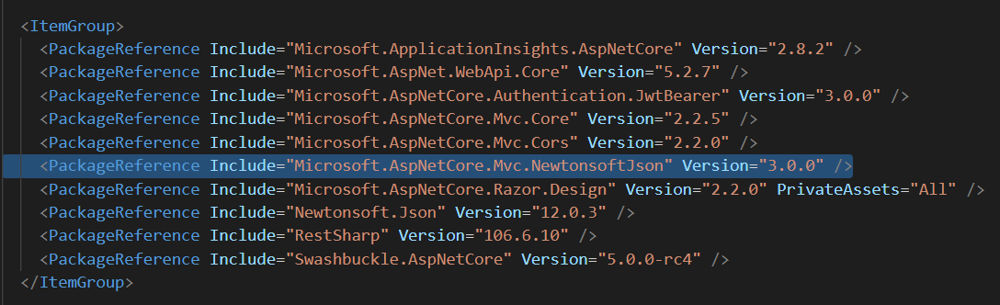 <ItemGroup>
<PackageReference Include="Microsoft.ApplicationInsights.AspNetCore" Version="2.8.2" />
<PackageReference Include="Microsoft.AspNet.WebApi.Core" Version="5.2.7" />
<PackageReference Include="Microsoft.AspNetCore.Authentication.JwtBearer" Version="3.0.0" />
<PackageReference Include="Microsoft.AspNetCore.Mvc.Core" Version="2.2.5" />
<PackageReference Include="Microsoft.AspNetCore.Mvc.Cors" Version="2.2.0" />
<PackageReference Include="Microsoft.AspNetCore.Mvc.NewtonsoftJson" Version="3.0.0" />
<PackageReference Include="Microsoft.AspNetCore.Razor.Design" Version="2.2.0" PrivateAssets="All" />
<PackageReference Include="Newtonsoft.Json" Version="12.0.3" />
<PackageReference Include="RestSharp" Version="106.6.10" />
<PackageReference Include="Swashbuckle.AspNetCore" Version="5.0.0-rc4" />
</ItemGroup>